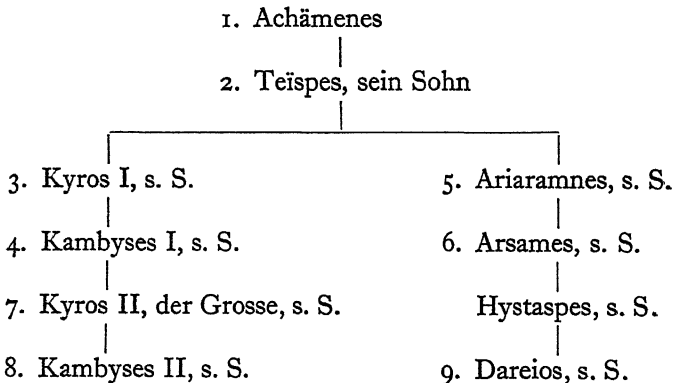 1. Achämenes
2. Teïspes, sein Sohn
3. Kyros I, s. S.
5. Ariaramnes, s. S.
4. Kambyses I, s. S.
6. Arsames, s. S.
7. Kyros II, der Grosse, s. S.
Hystaspes, s. S.
8. Kambyses II, s. S.
9. Dareios, s. S.